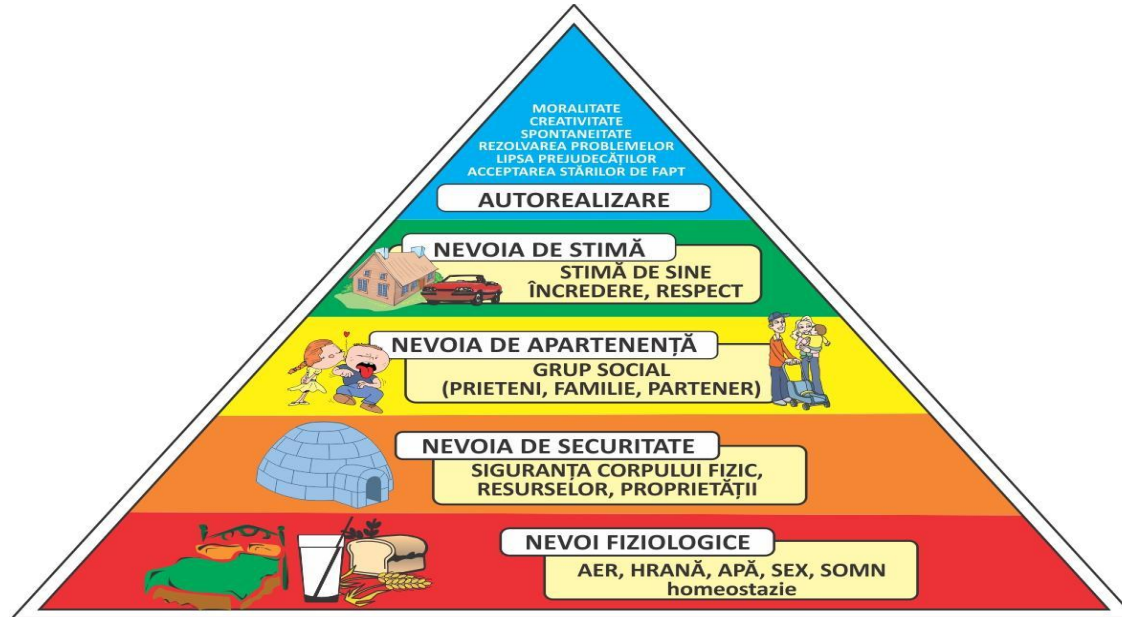 MORALITATE
CREATIVITATE
SPONTANEITATE
REZOLVAREA PROBLEMELOR
LIPSA PREJUDECĂȚILOR
ACCEPTAREA STĂRILOR DE FAPT
AUTOREALIZARE
NEVOIA DE STIMĂ
STIMĂ DE SINE
ÎNCREDERE, RESPECT
NEVOIA DE APARTENENȚĂ
GRUP SOCIAL
(PRIETENI, FAMILIE, PARTENER)
NEVOIA DE SECURITATE
SIGURANȚA CORPULUI FIZIC,
RESURSELOR, PROPRIETĂȚII
NEVOI FIZIOLOGICE
AER, HRANĂ, APĂ, SEX, SOMN
homeostazie